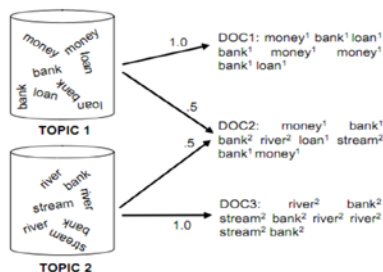 money money
loan
bank
bank
bank loan
loan
TOPIC 1
river bank
river
stream
bank
river
stream
TOPIC 2
1.0
.5
.5
1.0
DOC1: money¹ bank¹ loan¹
bank¹ money¹ money¹
bank¹ loan¹
DOC2: money¹ bank¹
bank² river² loan¹ stream²
bank¹ money¹
DOC3: river² bank²
stream² bank² river² river²
stream² bank²